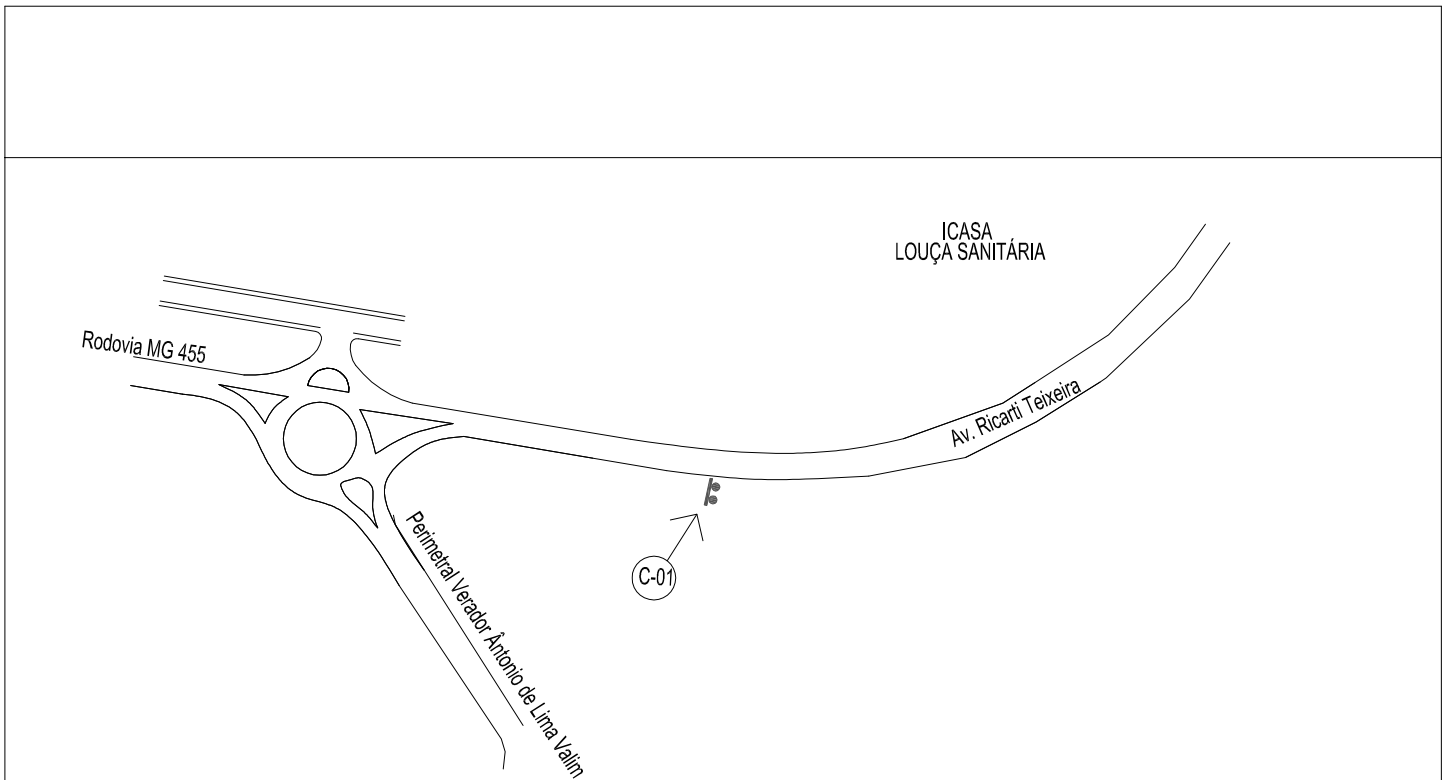 ICASA
LOUÇA SANITÁRIA
Rodovia MG 455
Av. Ricarti Teixeira
C-01
Perimetral Verador Ântonio de Lima Valim